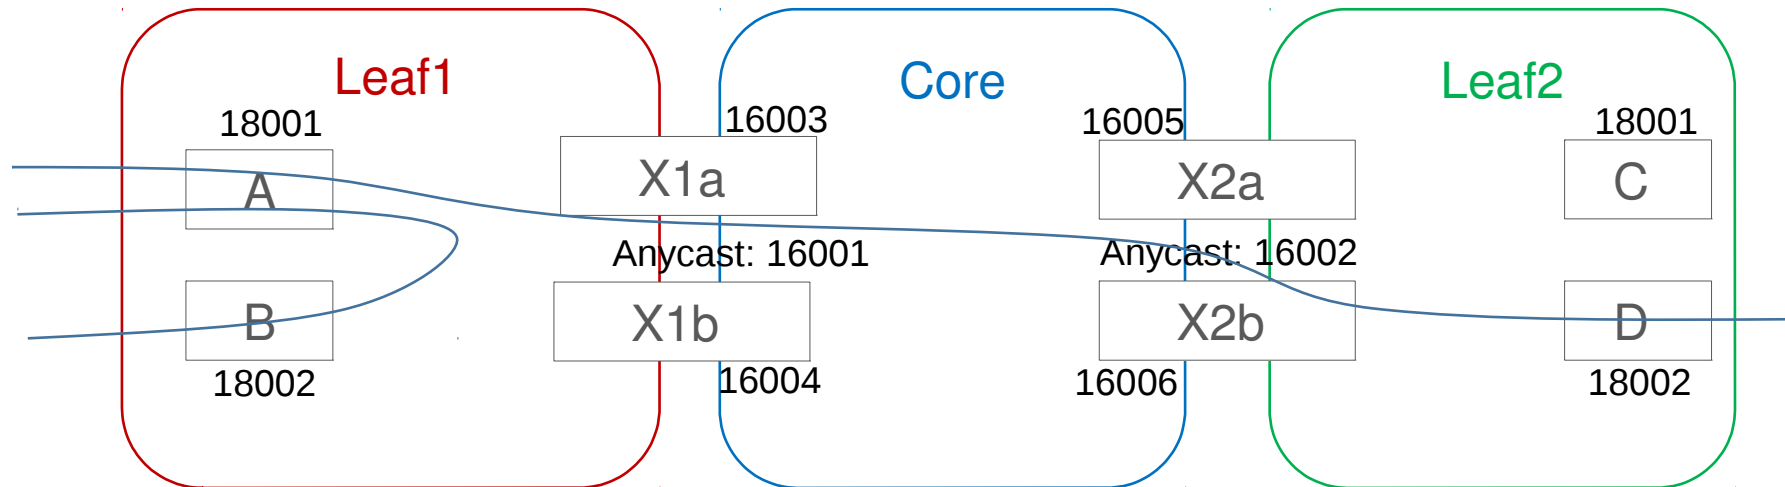 Leaf1
Core
Leaf2
18001
16003
16005
18001
A
X1a
X2a
C
Anycast: 16001
Anycast: 16002
B
X1b
X2b
D
18002
16004
16006
18002